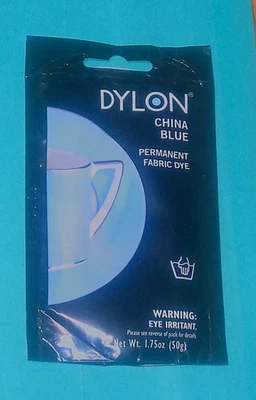 DYLON®
CHINA
BLUE
PERMANENT
FABRIC DYE
WARNING:
EYE IRRITANT.
Please see reverse of pack for details
Net Wt. 1.75oz (50g)